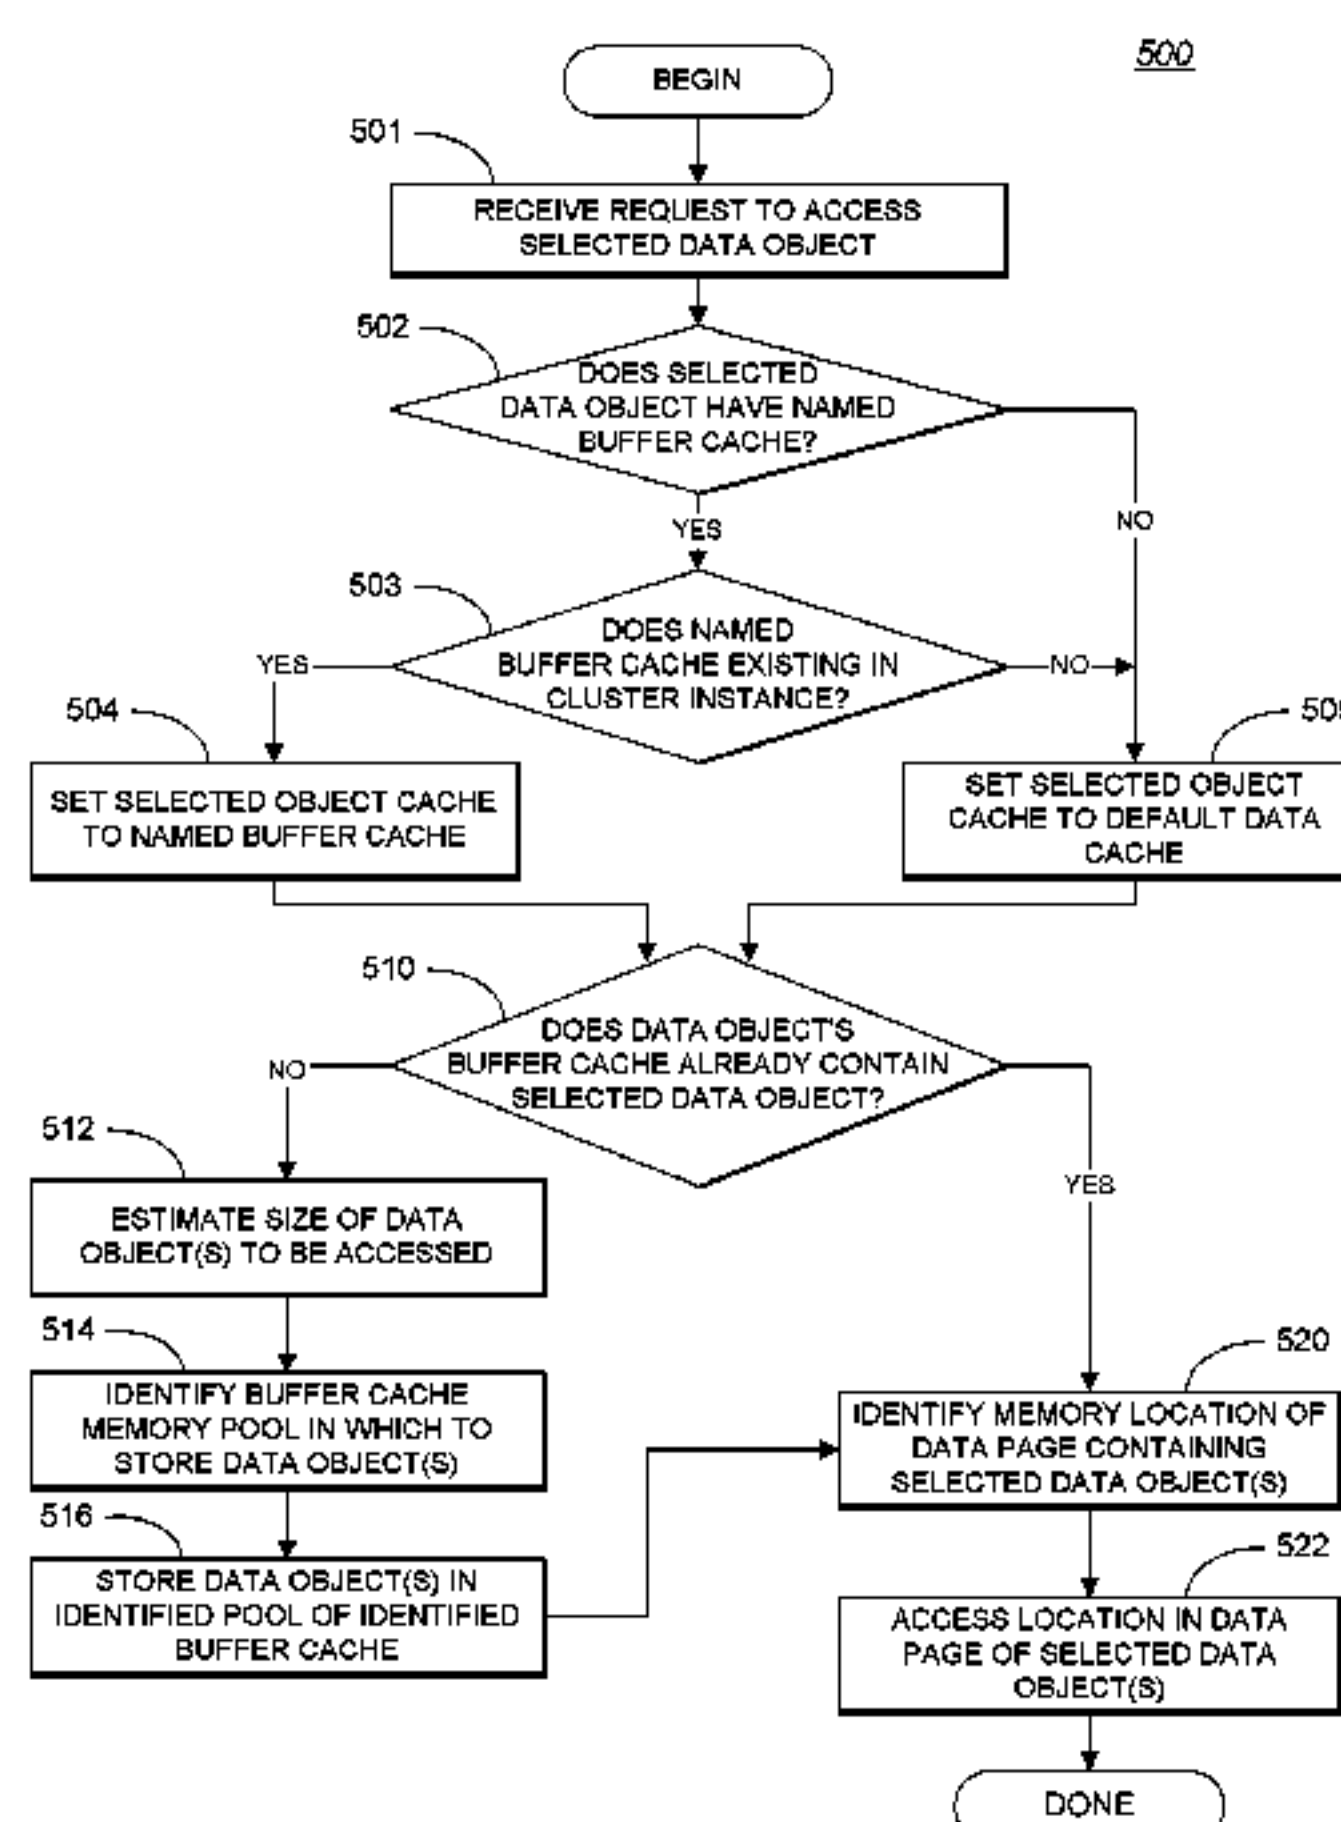 500
BEGIN
501
RECEIVE REQUEST TO ACCESS
SELECTED DATA OBJECT
502
DOES SELECTED
DATA OBJECT HAVE NAMED
BUFFER CACHE?
NO
YES
503
DOES NAMED
BUFFER CACHE EXISTING IN
CLUSTER INSTANCE?
YES
NO
504
SET SELECTED OBJECT CACHE
TO NAMED BUFFER CACHE
SET SELECTED OBJECT
CACHE TO DEFAULT DATA
CACHE
510
DOES DATA OBJECT'S
BUFFER CACHE ALREADY CONTAIN
SELECTED DATA OBJECT?
NO
YES
512
ESTIMATE SIZE OF DATA
OBJECT(S) TO BE ACCESSED
514
IDENTIFY BUFFER CACHE
MEMORY POOL IN WHICH TO
STORE DATA OBJECT(S)
516
STORE DATA OBJECT(S) IN
IDENTIFIED POOL OF IDENTIFIED
BUFFER CACHE
520
IDENTIFY MEMORY LOCATION OF
DATA PAGE CONTAINING
SELECTED DATA OBJECT(S)
522
ACCESS LOCATION IN DATA
PAGE OF SELECTED DATA
OBJECT(S)
DONE